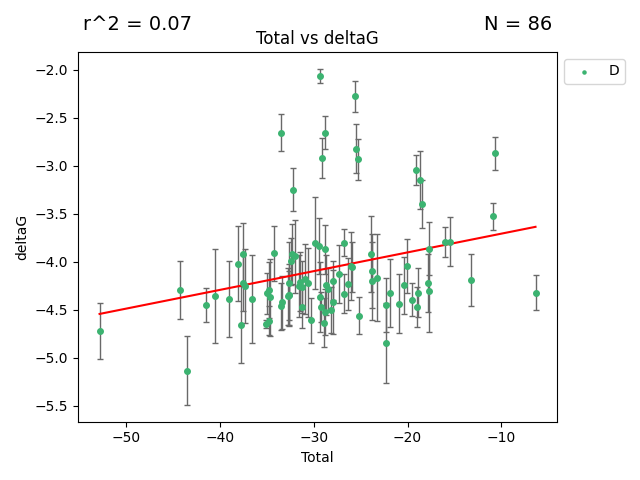 r^2 = 0.07
N = 86
Total vs deltaG
D
−2.0
−2.5
−3.0
−3.5
−4.0
−4.5
−5.0
−5.5
deltaG
−50 −40 −30 −20 −10
Total